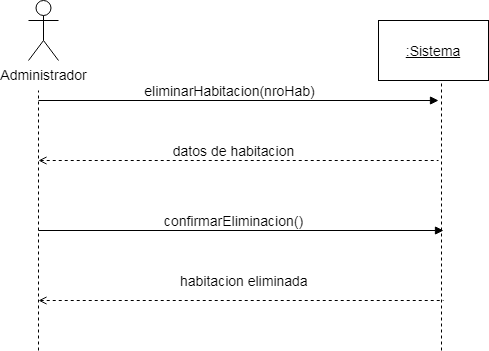 :Sistema
Administrador
eliminarHabitacion(nroHab)
datos de habitacion
confirmarEliminacion()
habitacion eliminada